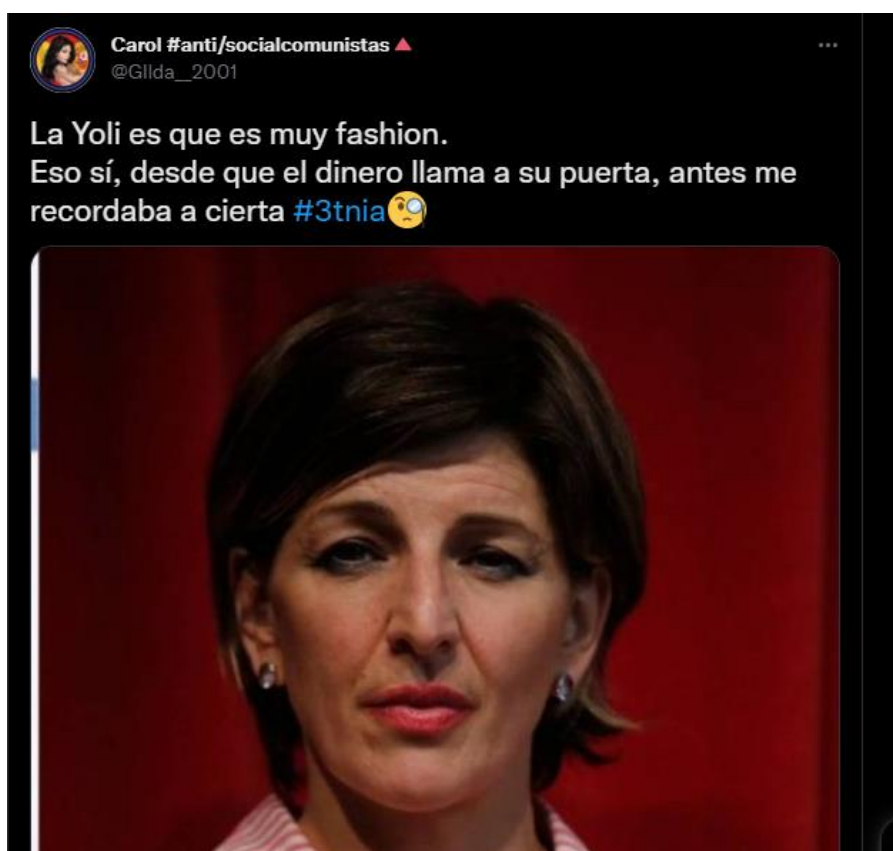 Carol #anti/socialcomunistas
@GIlda__2001
La Yoli es que es muy fashion.
Eso sí, desde que el dinero llama a su puerta, antes me
recordaba a cierta #3tnia